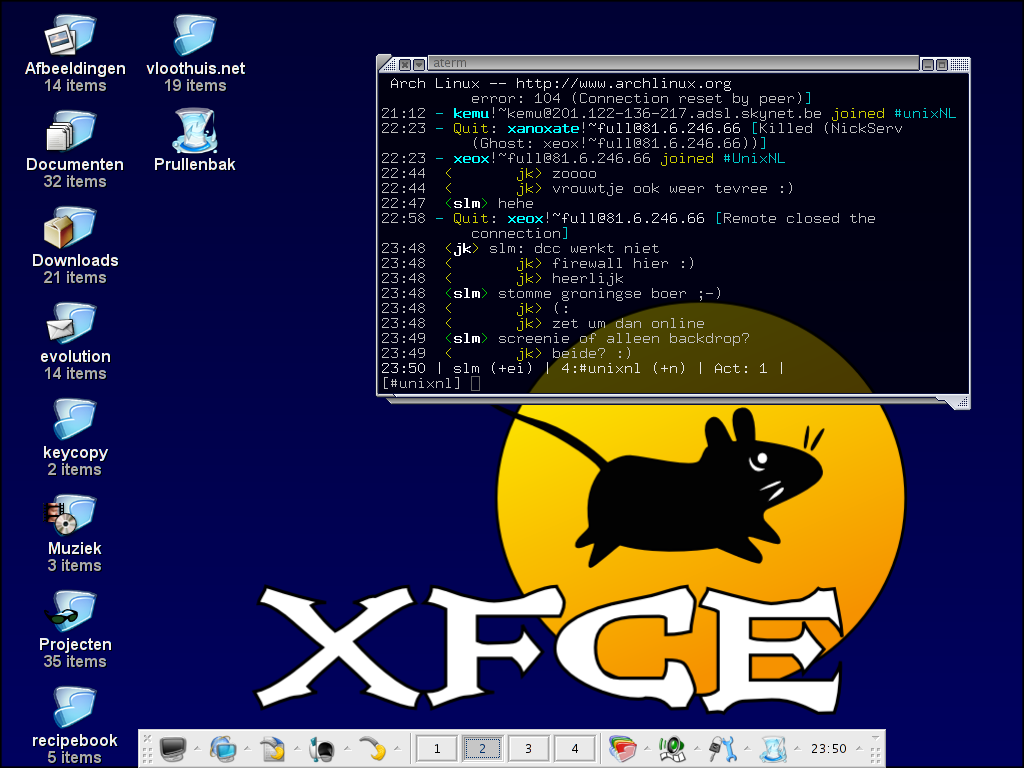 Afbeeldingen
14 items
vloothuis.net
19 items
Documenten
32 items
Prullenbak
Downloads
21 items
evolution
14 items
keycopy
2 items
Muziek
3 items
Projecten
35 items
recipebook
5 items
aterm
Arch Linux -- http://www.archlinux.org
error: 104 (Connection reset by peer)]
21:12 - kemu!~kemu@201.122-136-217.adsl.skynet.be joined #unixNL
22:23 - Quit: xanoxate!~full@81.6.246.66 [Killed (NickServ
(Ghost: xeox!~full@81.6.246.66))]
22:23 - xeox!~full@81.6.246.66 joined #UnixNL
22:44 < jk> zoooo
22:44 < jk> vrouwtje ook weer tevree :)
22:47 <slm> hehe
22:58 - Quit: xeox!~full@81.6.246.66 [Remote closed the
connection]
23:48 <jk> slm: dcc werkt niet
23:48 < jk> firewall hier :)
23:48 < jk> heerlijk
23:48 <slm> stomme groningse boer ;-)
23:48 < jk> (:
23:48 < jk> zet um dan online
23:49 <slm> screenie of alleen backdrop?
23:49 < jk> beide? :)
23:50 | slm (+ei) | 4:#unixnl (+n) | Act: 1 |
[#unixnl]
XFCE
1 2 3 4 23:50